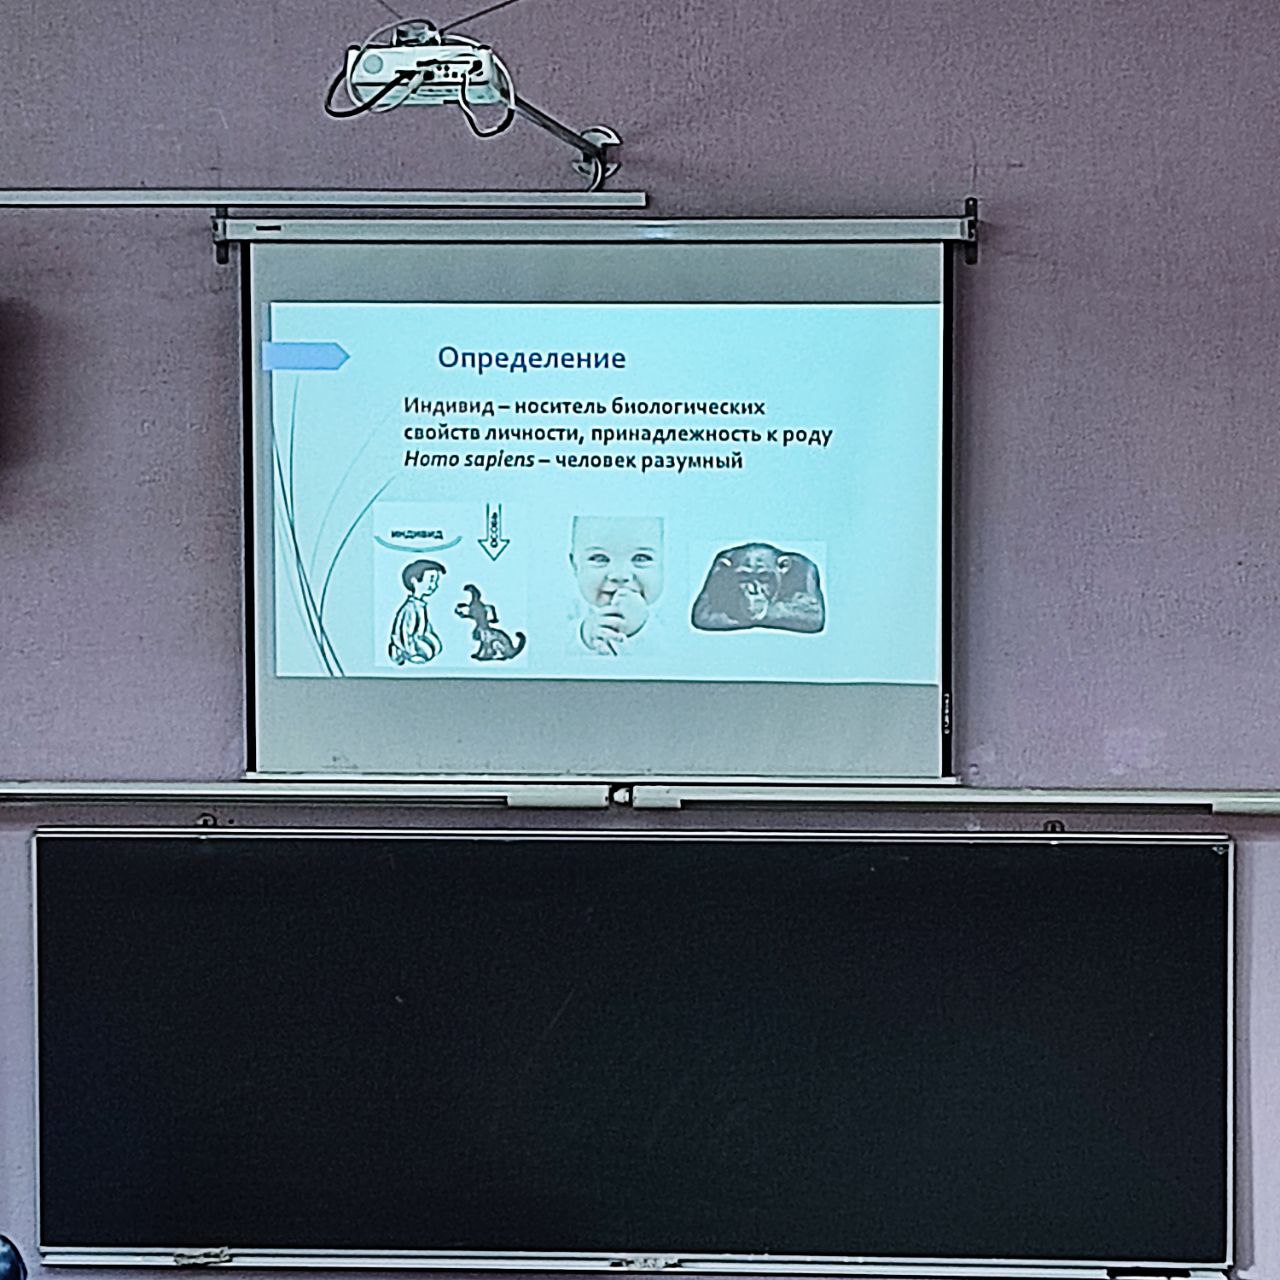 Определение
Индивид – носитель биологических
свойств личности, принадлежность к роду
Homo sapiens – человек разумный
индивид
особь